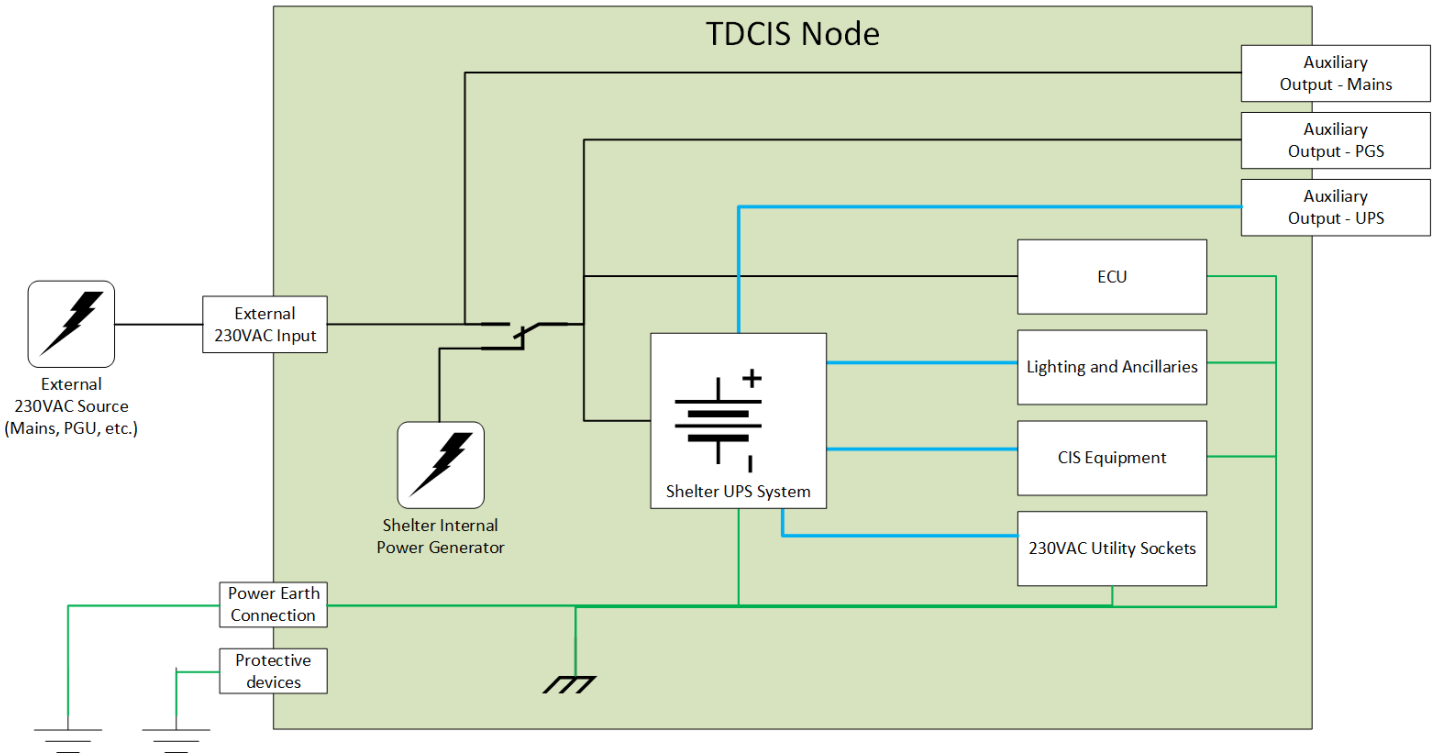 TDCIS Node
Auxiliary
Output - Mains
Auxiliary
Output - PGS
Auxiliary
Output - UPS
ECU
External
230VAC Input
Lighting and Ancillaries
External
230VAC Source
(Mains, PGU, etc.)
CIS Equipment
Shelter UPS System
Shelter Internal
Power Generator
230VAC Utility Sockets
Power Earth
Connection
Protective
devices